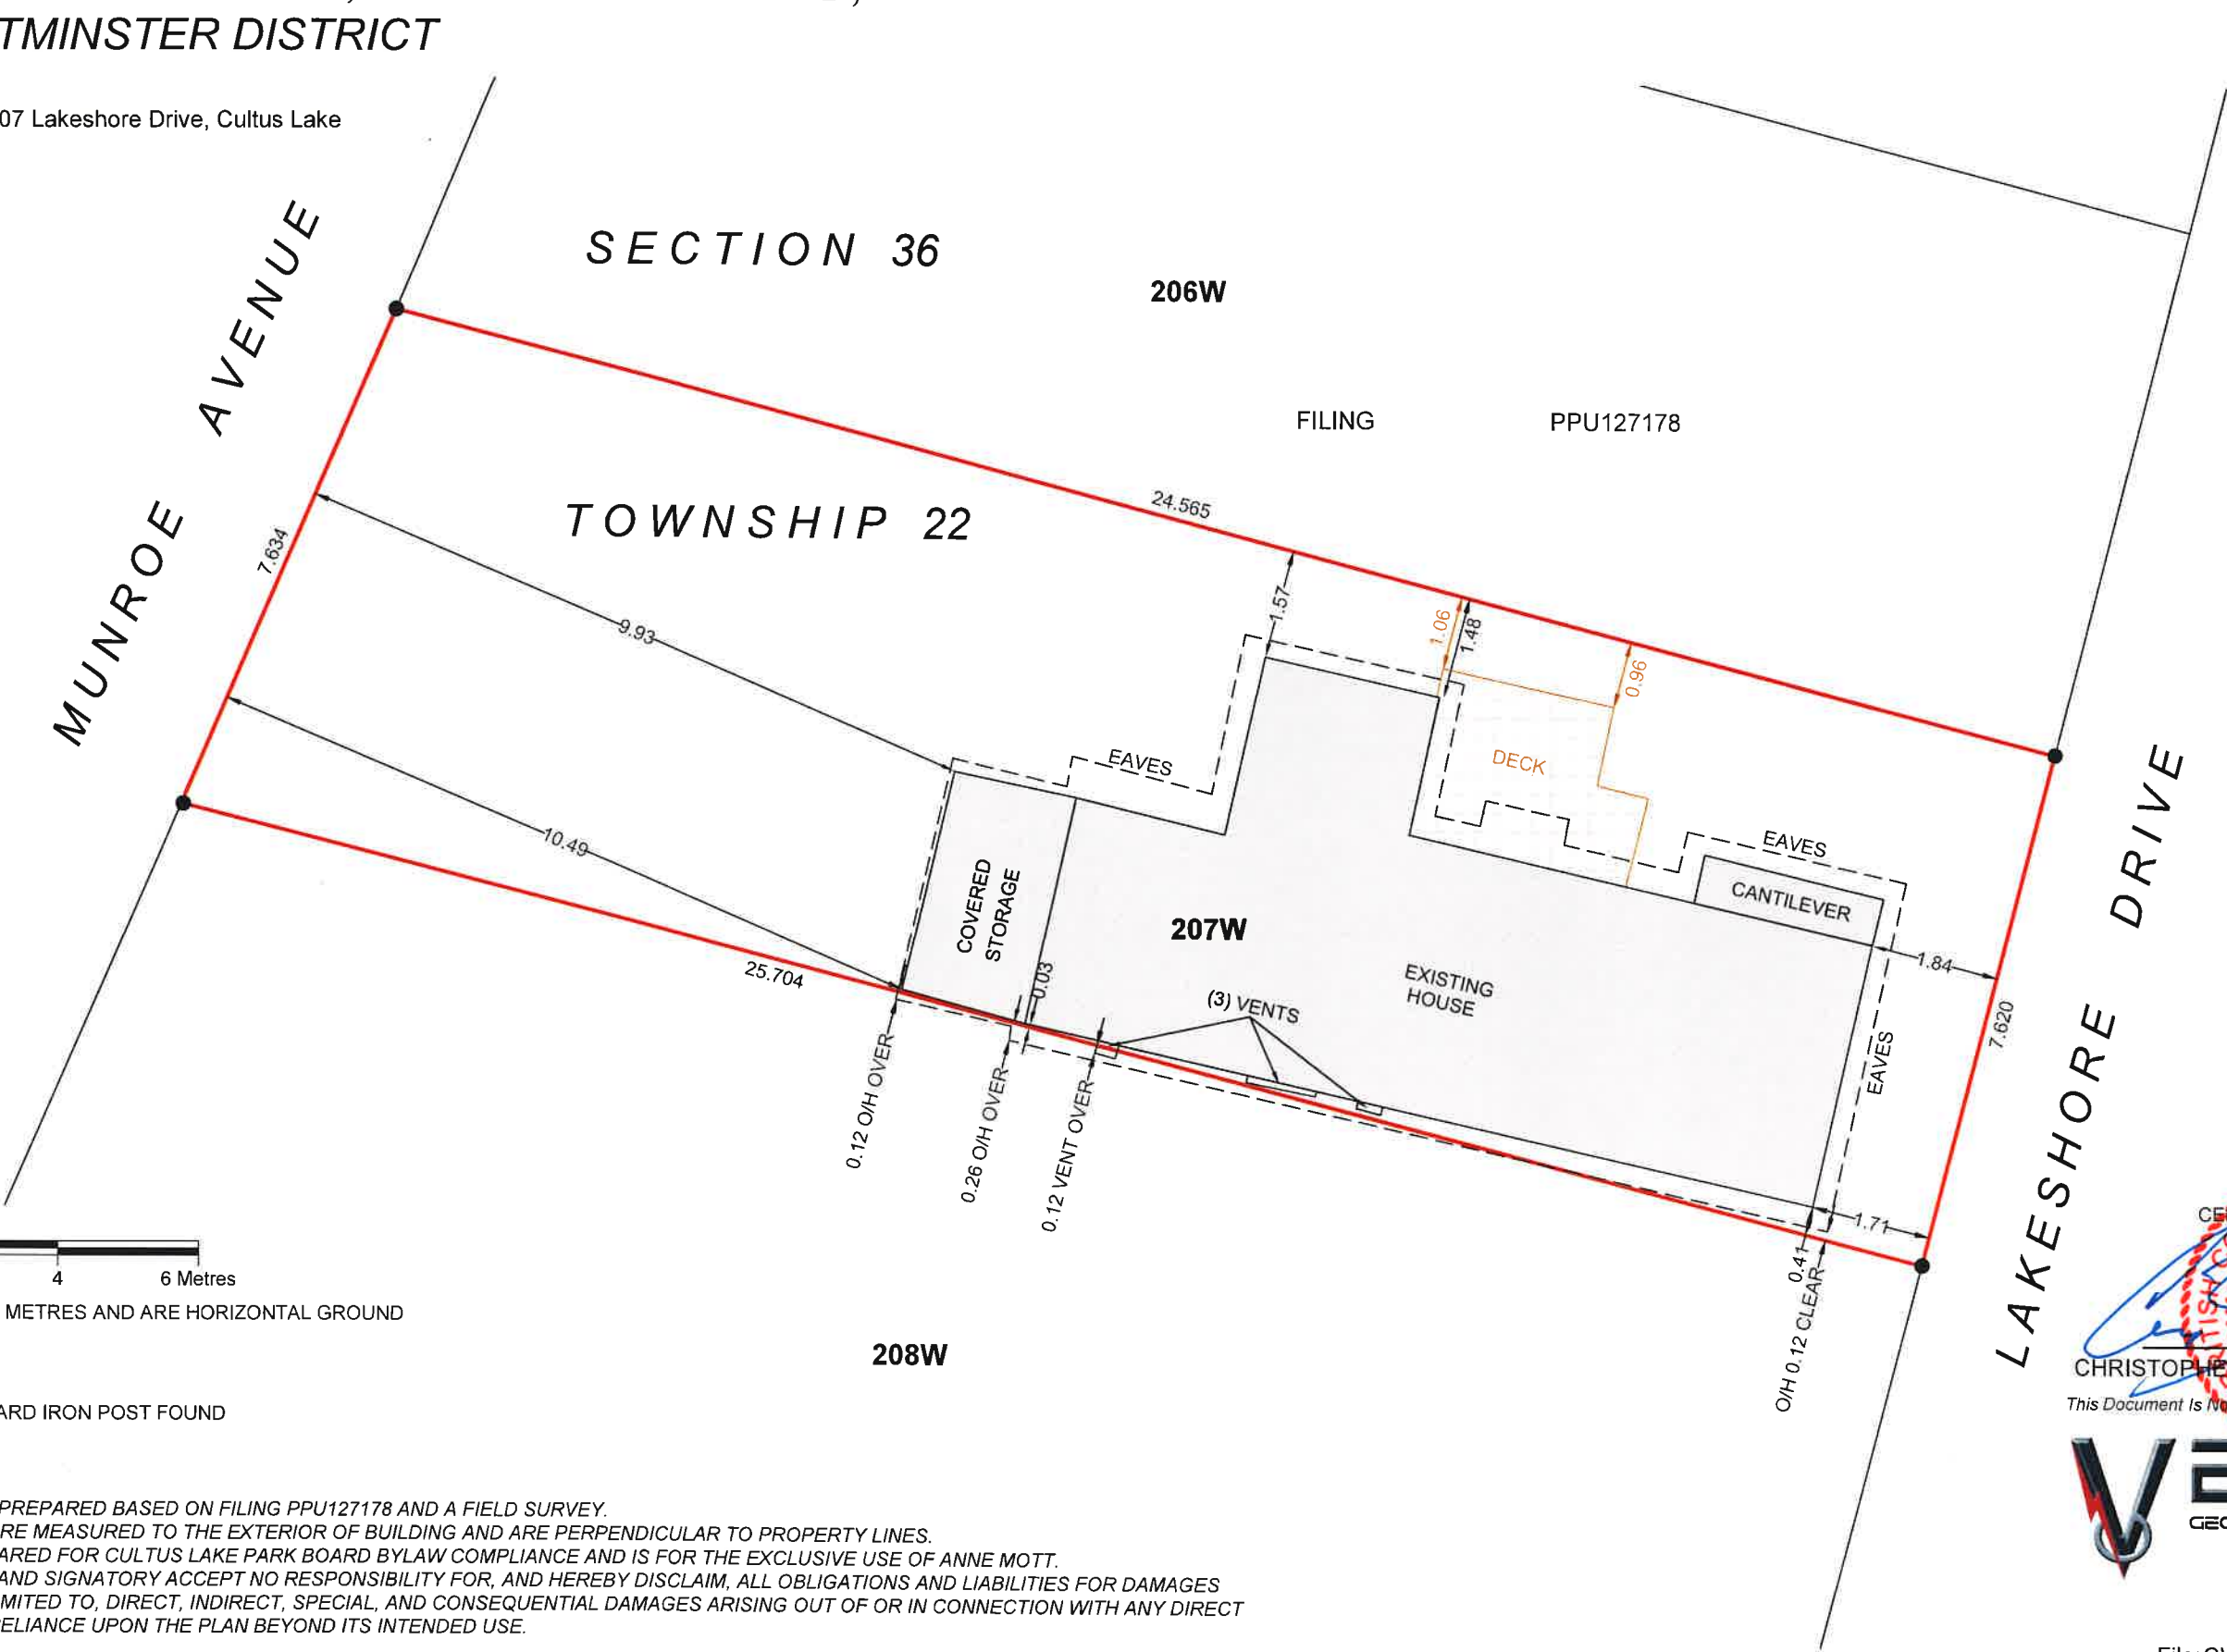 TMINSTER DISTRICT
07 Lakeshore Drive, Cultus Lake
SECTION 36
206W
MUNROE AVENUE
FILING PPU127178
TOWNSHIP 22
24.565
7.634
9.93
1.57
1.06
1.48
0.96
DECK
EAVES
EAVES
CANTILEVER
10.49
COVERED
STORAGE
207W
EXISTING
HOUSE
1.84
7.620
25.704
0.03
(3) VENTS
EAVES
LAKESHORE DRIVE
0.12 O/H OVER
0.26 O/H OVER
0.12 VENT OVER
1.71
0.41
O/H 0.12 CLEAR
4 6 Metres
METRES AND ARE HORIZONTAL GROUND
208W
ARD IRON POST FOUND
CE
CHRISTOPHE
This Document Is No
PREPARED BASED ON FILING PPU127178 AND A FIELD SURVEY.
RE MEASURED TO THE EXTERIOR OF BUILDING AND ARE PERPENDICULAR TO PROPERTY LINES.
ARED FOR CULTUS LAKE PARK BOARD BYLAW COMPLIANCE AND IS FOR THE EXCLUSIVE USE OF ANNE MOTT.
AND SIGNATORY ACCEPT NO RESPONSIBILITY FOR, AND HEREBY DISCLAIM, ALL OBLIGATIONS AND LIABILITIES FOR DAMAGES
MITED TO, DIRECT, INDIRECT, SPECIAL, AND CONSEQUENTIAL DAMAGES ARISING OUT OF OR IN CONNECTION WITH ANY DIRECT
ELIANCE UPON THE PLAN BEYOND ITS INTENDED USE.